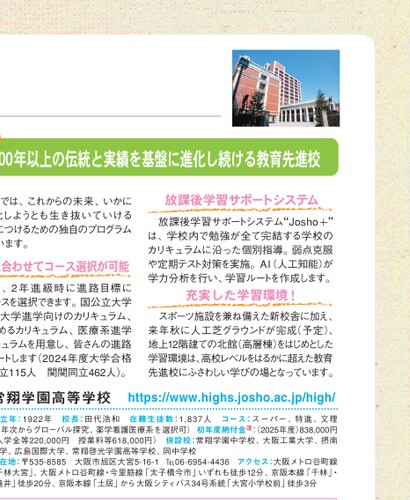 00年以上の伝統と実績を基盤に進化し続ける教育先進校
では、これからの未来、いかに
化しようとも生き抜いていける
につけるための独自のプログラム
います。
合わせてコース選択が可能
、2年進級時に進路目標に
ースを選択できます。国公立大学
大学進学向けのカリキュラム、
めるカリキュラム、医療系進学
キュラムを用意し、皆さんの進路
ートします(2024年度大学合格
立115人　関関同立462人)。
放課後学習サポートシステム
放課後学習サポートシステム“Josho＋”
は、学校内で勉強が全て完結する学校の
カリキュラムに沿った個別指導。弱点克服
や定期テスト対策を実施。AI(人工知能)が
学力分析を行い、学習ルートを作成します。
充実した学習環境！
スポーツ施設を兼ね備えた新校舎に加え、
来年秋に人工芝グラウンドが完成(予定)、
地上12階建ての北館(高層棟)をはじめとした
学習環境は、高校レベルをはるかに超えた教育
先進校にふさわしい学びの場となっています。
常翔学園高等学校　https://www.highs.josho.ac.jp/high/
立年：1922年　校長：田代浩和　在籍生徒数：1,837人　コース：スーパー、特進、文理
年次からグローバル探究、薬学看護医療系を選択可)　初年度納付金注：(2025年度)838,000円
入学金等220,000円　授業料等618,000円)　併設校：常翔学園中学校、大阪工業大学、摂南
学、広島国際大学、常翔啓光学園高等学校、同中学校
在地：〒535-8585　大阪市旭区大宮5-16-1　℡06-6954-4436　アクセス：大阪メトロ谷町線
千林大宮」、大阪メトロ谷町線・今里筋線「太子橋今市」いずれも徒歩12分、京阪本線「千林」・
滝井」徒歩20分、京阪本線「土居」から大阪シティバス34号系統「大宮小学校前」徒歩3分